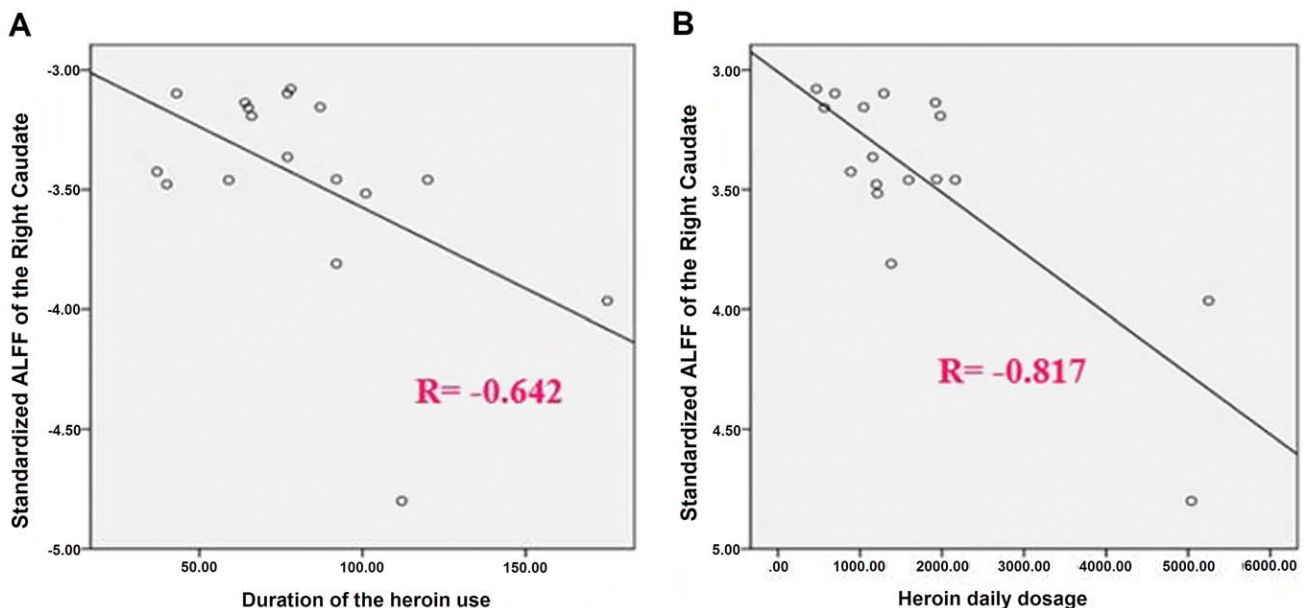 A
Standardized ALFF of the Right Caudate
-3.00
-3.50
-4.00
-4.50
-5.00
R= -0.642
50.00 100.00 150.00
Duration of the heroin use
B
Standardized ALFF of the Right Caudate
3.00
3.50
4.00
4.50
5.00
R= -0.817
.00 1000.00 2000.00 3000.00 4000.00 5000.00 6000.00
Heroin daily dosage